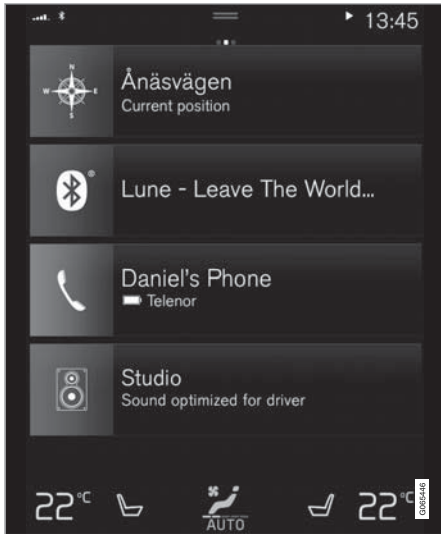 13:45
N
W E
S
Ånäsvägen
Current position
®
Lune - Leave The World...
Daniel's Phone
Telenor
Studio
Sound optimized for driver
22°C
AUTO
22°C
G065446